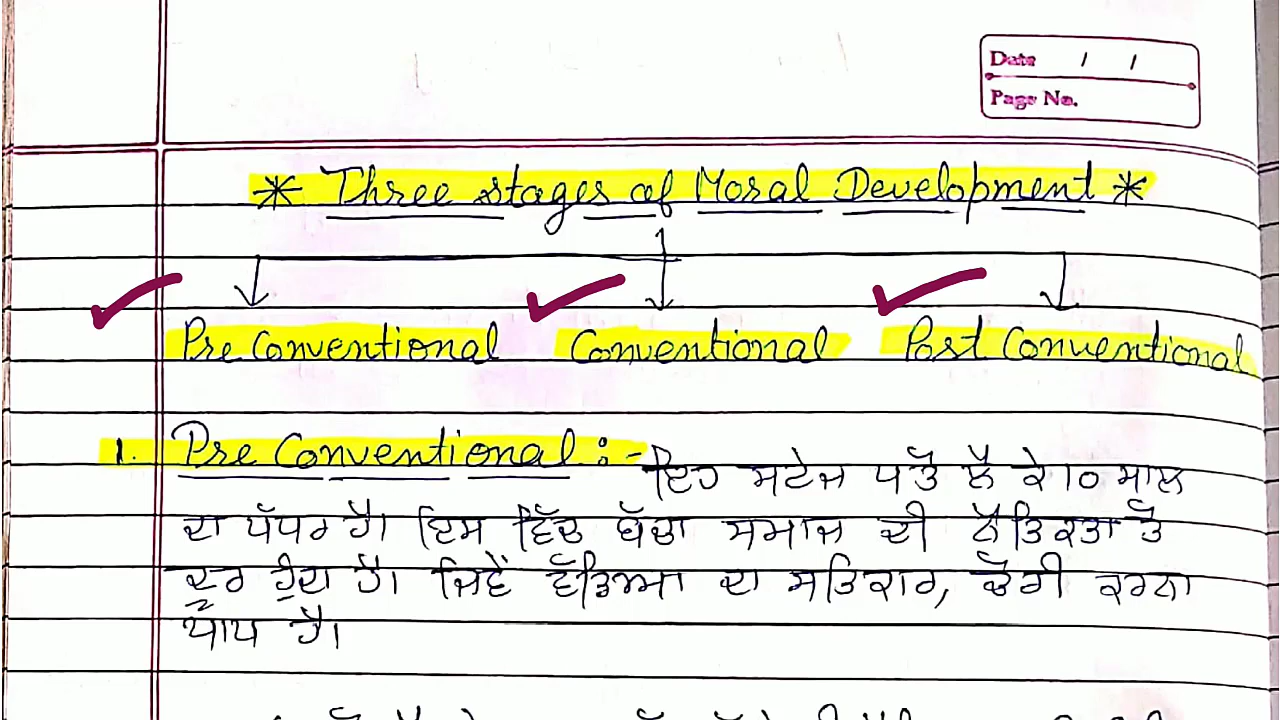 Date / /
Page No.
* Three stages of Moral Development *
Pre Conventional Conventional Post Conventional
1. Pre Conventional :- ਇਹ ਸਟੇਜ ਤੋਂ ਲੈ ਕੇ 10 ਸਾਲ
ਦਾ ਪੱਧਰ ਹੈ। ਇਸ ਵਿੱਚ ਬੱਚਾ ਸਮਾਜ ਦੀ ਨੈਤਿਕਤਾ ਤੋਂ
ਦੂਰ ਹੁੰਦਾ ਹੈ। ਜਿਵੇਂ ਵੱਡਿਆ ਦਾ ਸਤਿਕਾਰ, ਚੋਰੀ ਕਰਨਾ
ਪਾਪ ਹੈ।